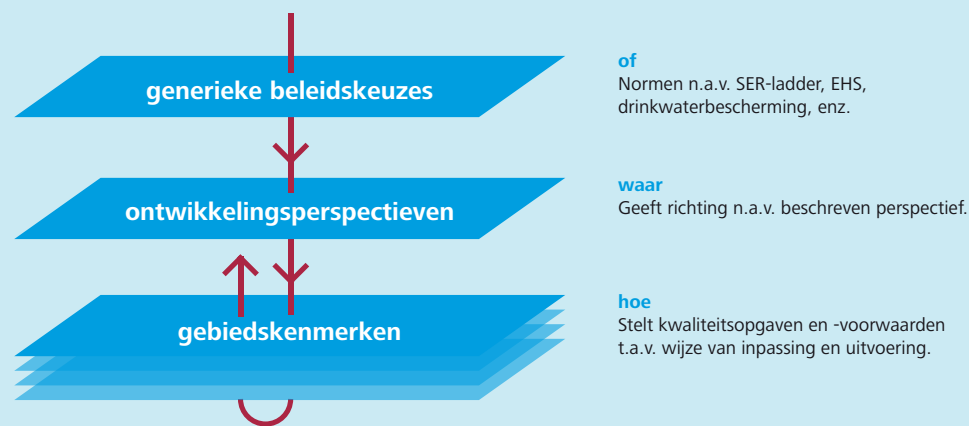 generieke beleidskeuzes
of
Normen n.a.v. SER-ladder, EHS,
drinkwaterbescherming, enz.
ontwikkelingsperspectieven
waar
Geeft richting n.a.v. beschreven perspectief.
gebiedskenmerken
hoe
Stelt kwaliteitsopgaven en -voorwaarden
t.a.v. wijze van inpassing en uitvoering.